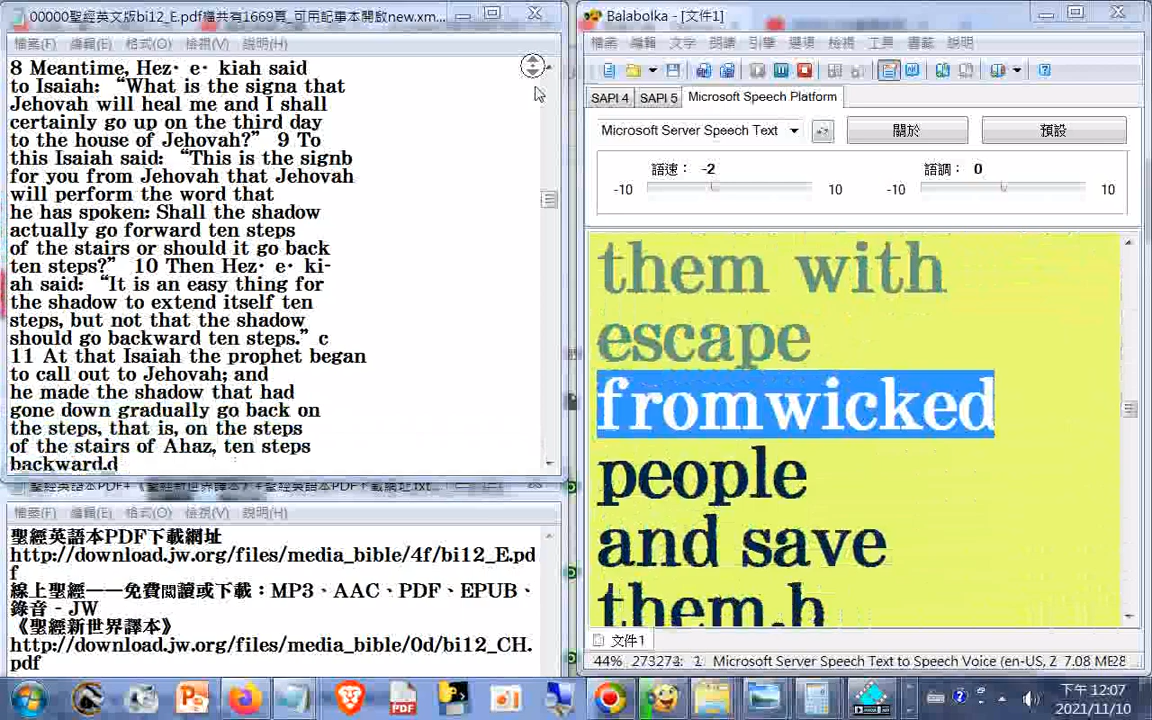 00000聖經英文版bi12_E.pdf檔共有1669頁_可用記事本開啟new.xm...
檔案(F) 編輯(E) 格式(O) 檢視(V) 說明(H)
8 Meantime, Hez· e· kiah said
to Isaiah: “What is the signa that
Jehovah will heal me and I shall
certainly go up on the third day
to the house of Jehovah?” 9 To
this Isaiah said: “This is the signb
for you from Jehovah that Jehovah
will perform the word that
he has spoken: Shall the shadow
actually go forward ten steps
of the stairs or should it go back
ten steps?” 10 Then Hez· e· ki-
ah said: “It is an easy thing for
the shadow to extend itself ten
steps, but not that the shadow
should go backward ten steps.” c
11 At that Isaiah the prophet began
to call out to Jehovah; and
he made the shadow that had
gone down gradually go back on
the steps, that is, on the steps
of the stairs of Ahaz, ten steps
backward.d
檔案(F) 編輯(E) 格式(O) 檢視(V) 說明(H)
聖經英語本PDF下載網址
http://download.jw.org/files/media_bible/4f/bi12_E.pd
f
線上聖經——免費閱讀或下載：MP3、AAC、PDF、EPUB、
錄音 - JW
《聖經新世界譯本》
http://download.jw.org/files/media_bible/0d/bi12_CH.
pdf
Balabolka - [文件1]
檔案 編輯 文字 朗讀 引擎 選項 檢視 工具 書籤 說明
SAPI 4 SAPI 5 Microsoft Speech Platform
Microsoft Server Speech Text 關於 預設
語速： -2 語調： 0
-10 10 -10 10
them with
escape
fromwicked
people
and save
them.h
文件1
44% Microsoft Server Speech Text to Speech Voice (en-US, Z 7.08 ME
PDF
下午 12:07
2021/11/10